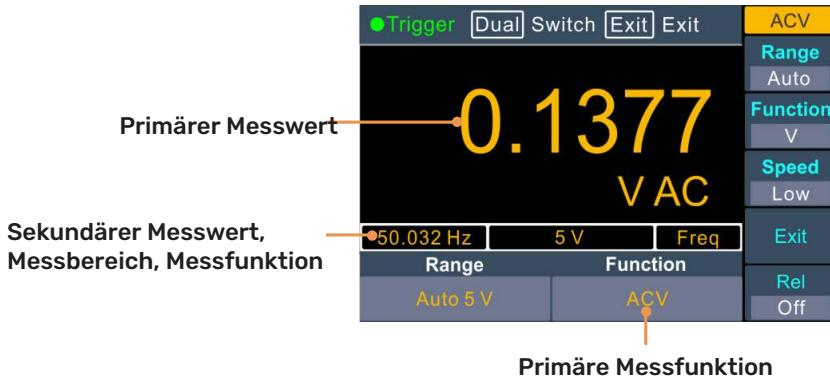 ●Trigger Dual Switch Exit Exit
ACV
Range
Auto
Function
V
Speed
Low
Exit
Rel
Off
Primärer Messwert
0.1377
V AC
Sekundärer Messwert,
Messbereich, Messfunktion
50.032 Hz 5 V Freq
Range Function
Auto 5 V ACV
Primäre Messfunktion